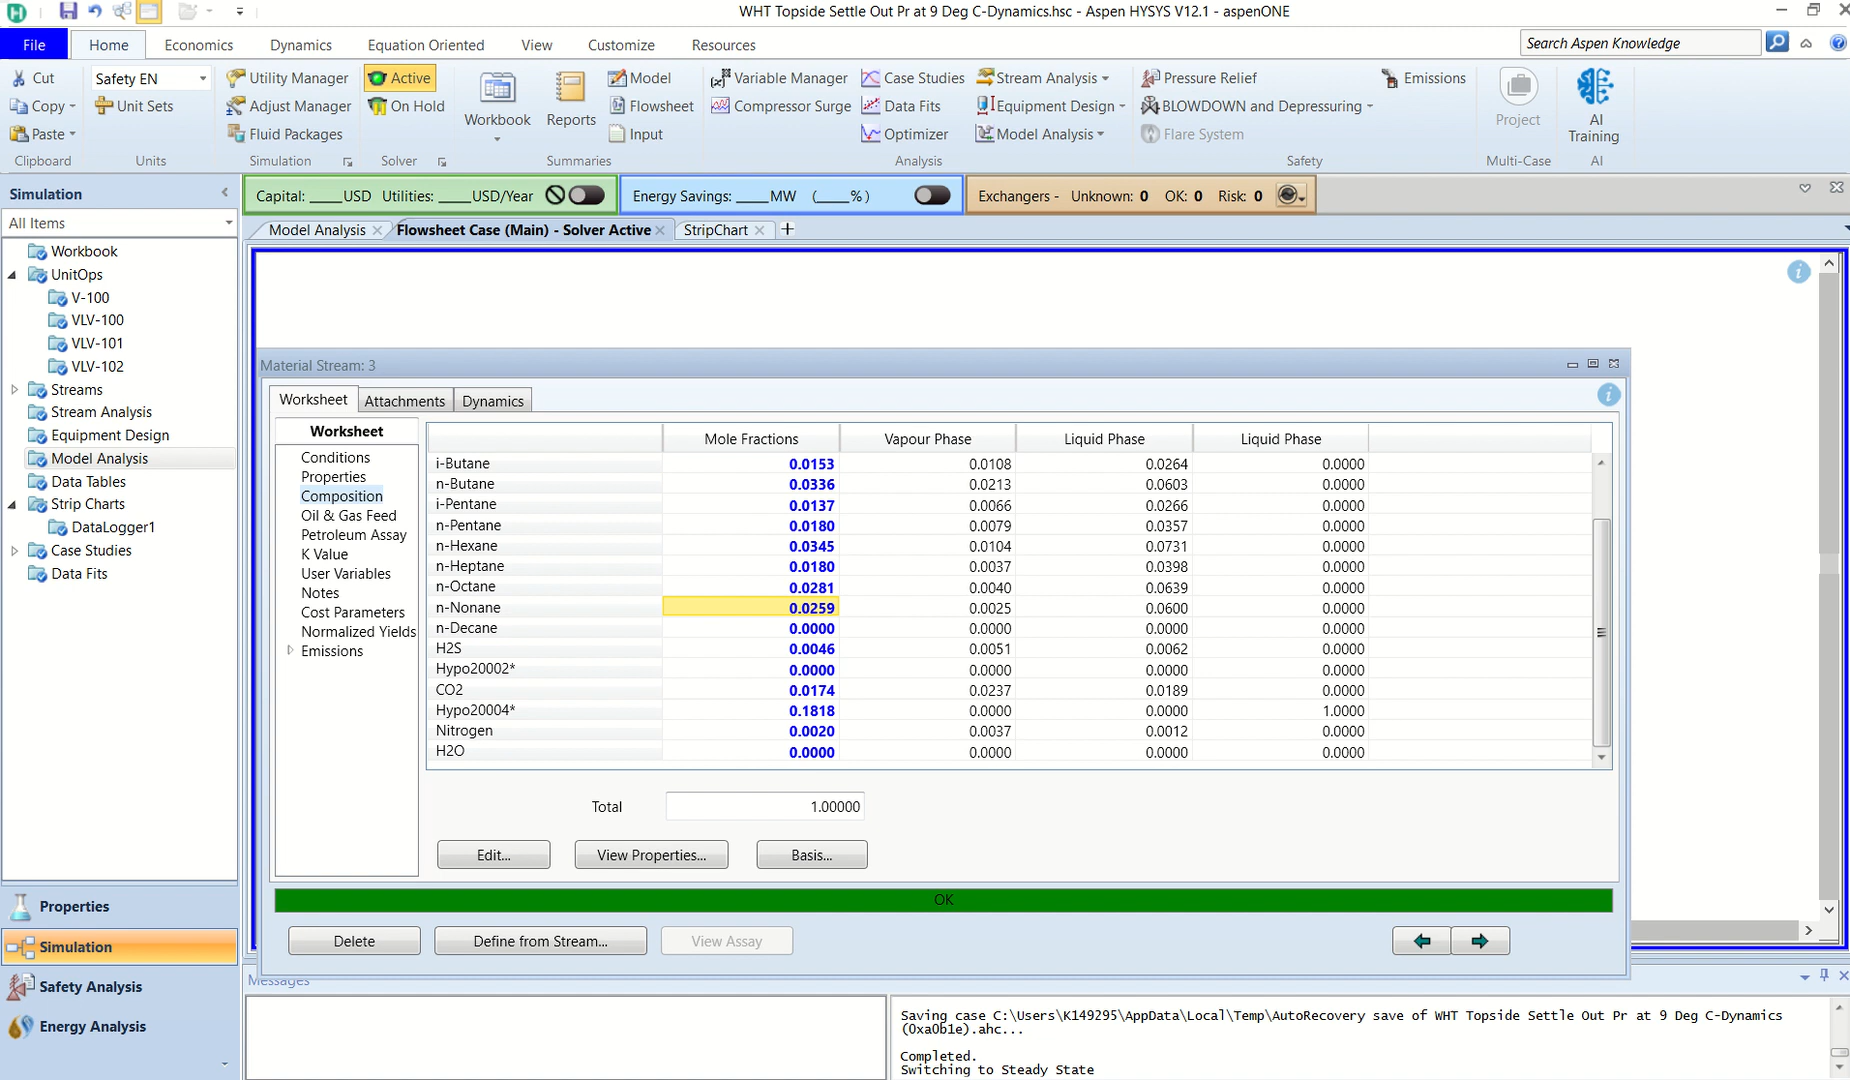 WHT Topside Settle Out Pr at 9 Deg C-Dynamics.hsc - Aspen HYSYS V12.1 - aspenONE
File Home Economics Dynamics Equation Oriented View Customize Resources Search Aspen Knowledge
Cut Safety EN Utility Manager Active Model Variable Manager Case Studies Stream Analysis Pressure Relief Emissions
Copy Unit Sets Adjust Manager On Hold Workbook Reports Flowsheet Compressor Surge Data Fits Equipment Design BLOWDOWN and Depressuring Project AI
Paste Fluid Packages Input Optimizer Model Analysis Flare System Training
Clipboard Units Simulation Solver Summaries Analysis Safety Multi-Case AI
Simulation
All Items
Capital: ____USD Utilities: ____USD/Year Energy Savings: ____MW (____%) Exchangers - Unknown: 0 OK: 0 Risk: 0
Model Analysis Flowsheet Case (Main) - Solver Active StripChart +
Workbook
UnitOps
V-100
VLV-100
VLV-101
VLV-102
Streams
Stream Analysis
Equipment Design
Model Analysis
Data Tables
Strip Charts
DataLogger1
Case Studies
Data Fits
Properties
Simulation
Safety Analysis
Energy Analysis
Material Stream: 3
Worksheet Attachments Dynamics
Worksheet
Conditions
Properties
Composition
Oil & Gas Feed
Petroleum Assay
K Value
User Variables
Notes
Cost Parameters
Normalized Yields
Emissions
Mole Fractions Vapour Phase Liquid Phase Liquid Phase
i-Butane 0.0153 0.0108 0.0264 0.0000
n-Butane 0.0336 0.0213 0.0603 0.0000
i-Pentane 0.0137 0.0066 0.0266 0.0000
n-Pentane 0.0180 0.0079 0.0357 0.0000
n-Hexane 0.0345 0.0104 0.0731 0.0000
n-Heptane 0.0180 0.0037 0.0398 0.0000
n-Octane 0.0281 0.0040 0.0639 0.0000
n-Nonane 0.0259 0.0025 0.0600 0.0000
n-Decane 0.0000 0.0000 0.0000 0.0000
H2S 0.0046 0.0051 0.0062 0.0000
Hypo20002* 0.0000 0.0000 0.0000 0.0000
CO2 0.0174 0.0237 0.0189 0.0000
Hypo20004* 0.1818 0.0000 0.0000 1.0000
Nitrogen 0.0020 0.0037 0.0012 0.0000
H2O 0.0000 0.0000 0.0000 0.0000
Total 1.00000
Edit... View Properties... Basis...
OK
Delete Define from Stream... View Assay
Messages
Saving case C:\Users\K149295\AppData\Local\Temp\AutoRecovery save of WHT Topside Settle Out Pr at 9 Deg C-Dynamics
(0xa0b1e).ahc...
Completed.
Switching to Steady State